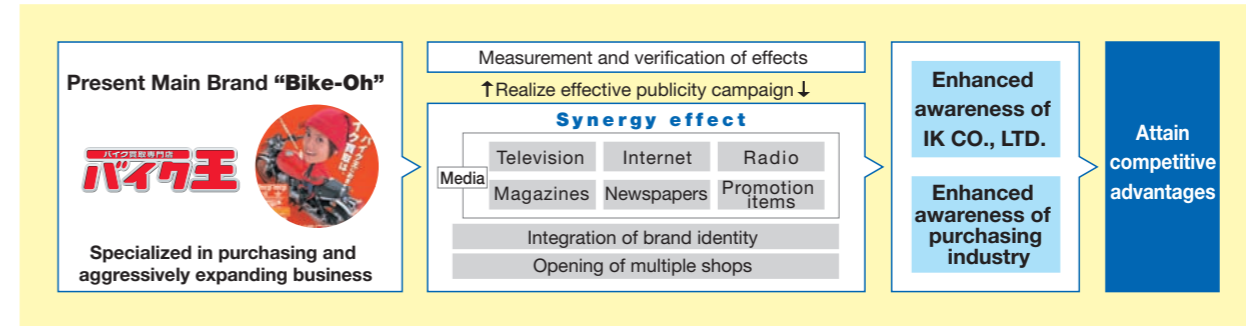 Present Main Brand “Bike-Oh”
バイク買取専門店
バイク王
Specialized in purchasing and
aggressively expanding business
Measurement and verification of effects
↑Realize effective publicity campaign↓
Synergy effect
Media
Television
Internet
Radio
Magazines
Newspapers
Promotion
items
Integration of brand identity
Opening of multiple shops
Enhanced
awareness of
IK CO., LTD.
Enhanced
awareness of
purchasing
industry
Attain
competitive
advantages